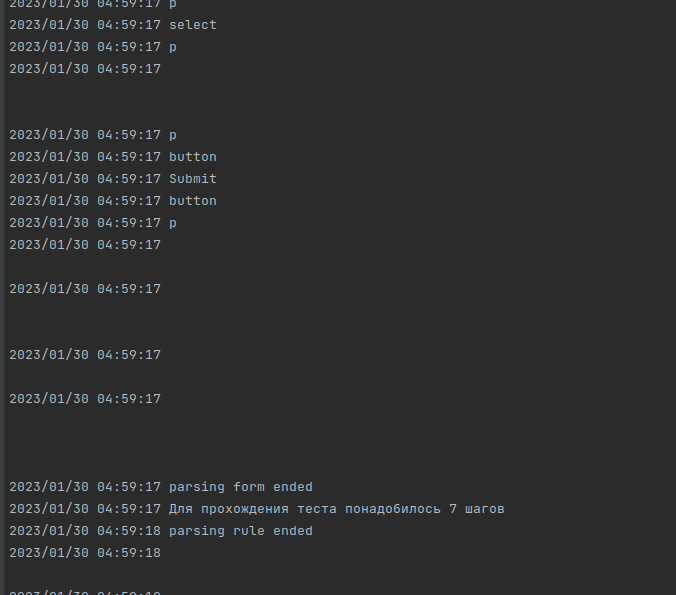 2023/01/30 04:59:17 p
2023/01/30 04:59:17 select
2023/01/30 04:59:17 p
2023/01/30 04:59:17
2023/01/30 04:59:17 p
2023/01/30 04:59:17 button
2023/01/30 04:59:17 Submit
2023/01/30 04:59:17 button
2023/01/30 04:59:17 p
2023/01/30 04:59:17
2023/01/30 04:59:17
2023/01/30 04:59:17
2023/01/30 04:59:17
2023/01/30 04:59:17 parsing form ended
2023/01/30 04:59:17 Для прохождения теста понадобилось 7 шагов
2023/01/30 04:59:18 parsing rule ended
2023/01/30 04:59:18
2023/01/30 04:59:18